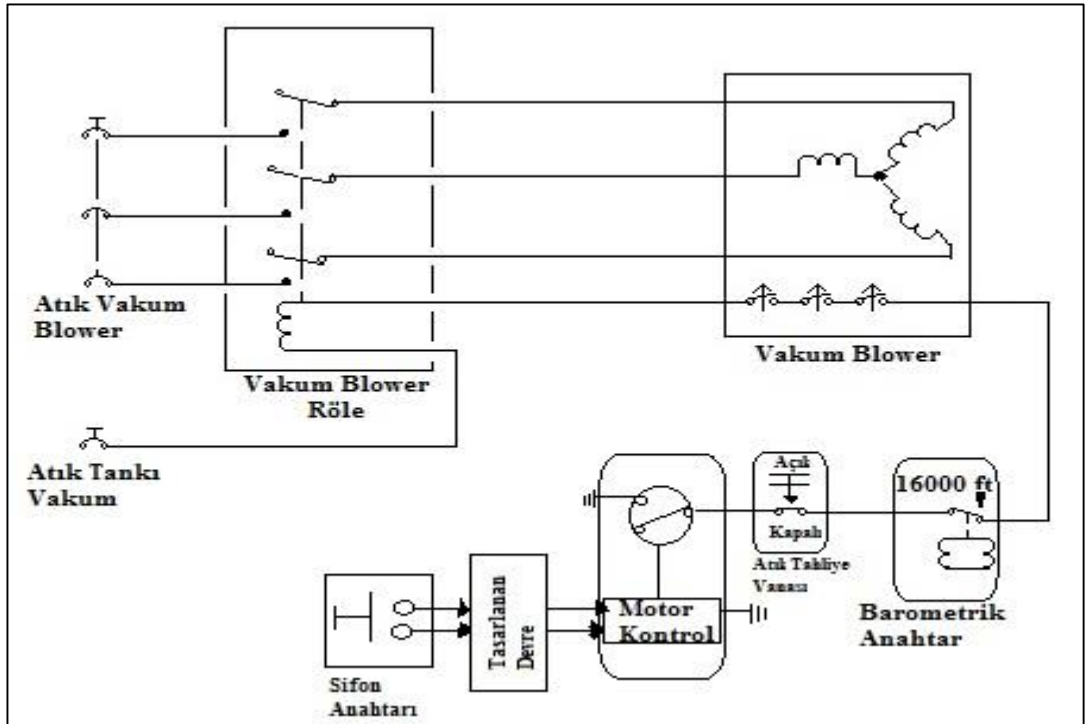 Atık Vakum
Blower
Vakum Blower
Röle
Vakum Blower
Atık Tankı
Vakum
Açık
Kapalı
Atık Tahliye
Vanası
16000 ft
Barometrik
Anahtar
Motor
Kontrol
Tasarlanan
Devre
Sifon
Anahtarı